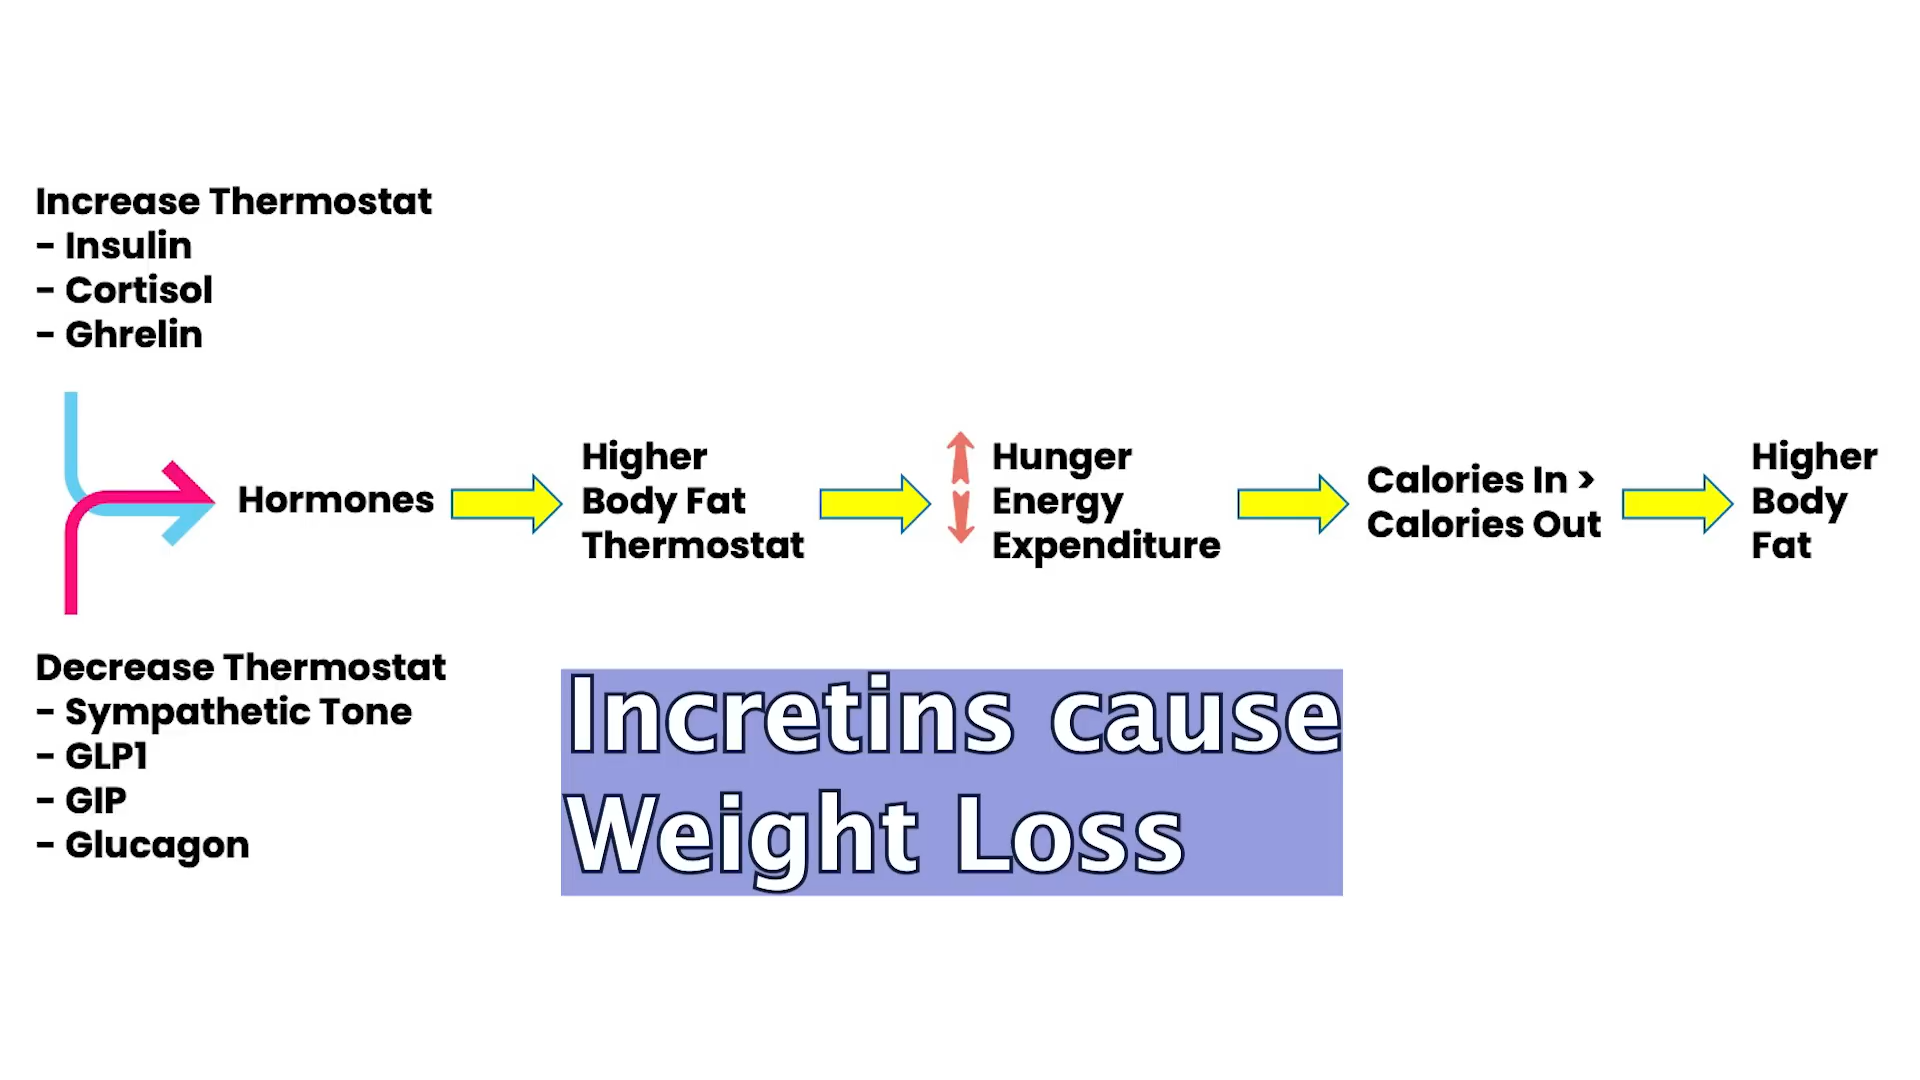 Increase Thermostat
- Insulin
- Cortisol
- Ghrelin
Hormones
Higher
Body Fat
Thermostat
Hunger
Energy
Expenditure
Calories In >
Calories Out
Higher
Body
Fat
Decrease Thermostat
- Sympathetic Tone
- GLP1
- GIP
- Glucagon
Incretins cause
Weight Loss